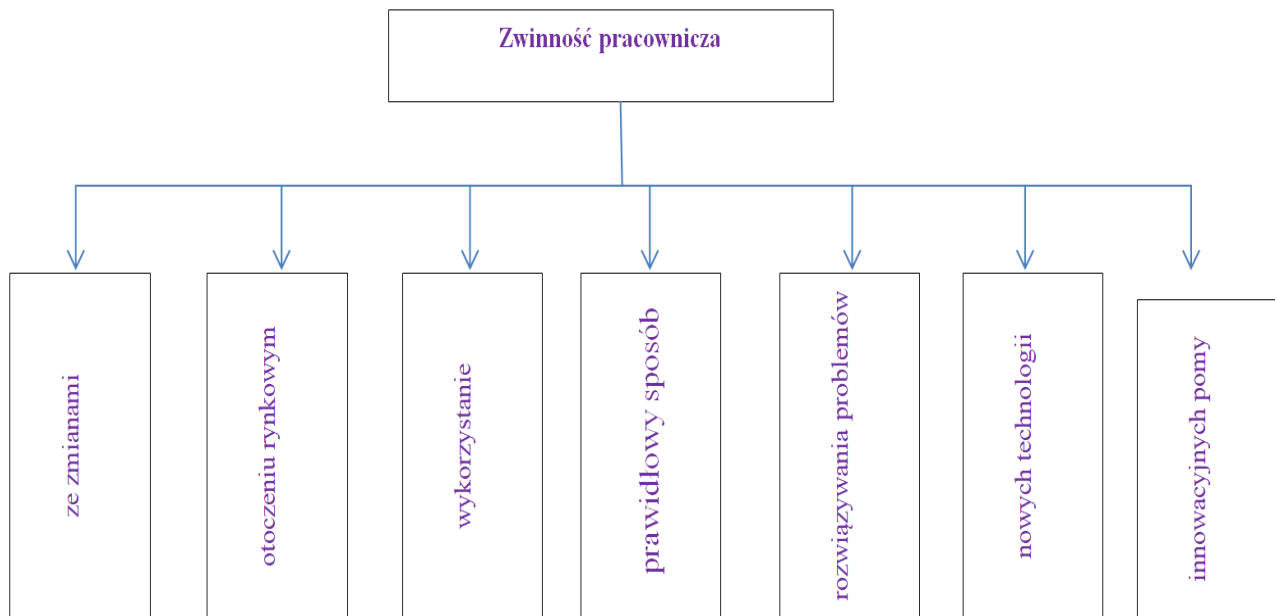 Zwinność pracownicza
ze zmianami
otoczeniu rynkowym
wykorzystanie
prawidłowy sposób
rozwiązywania problemów
nowych technologii
innowacyjnych pomy